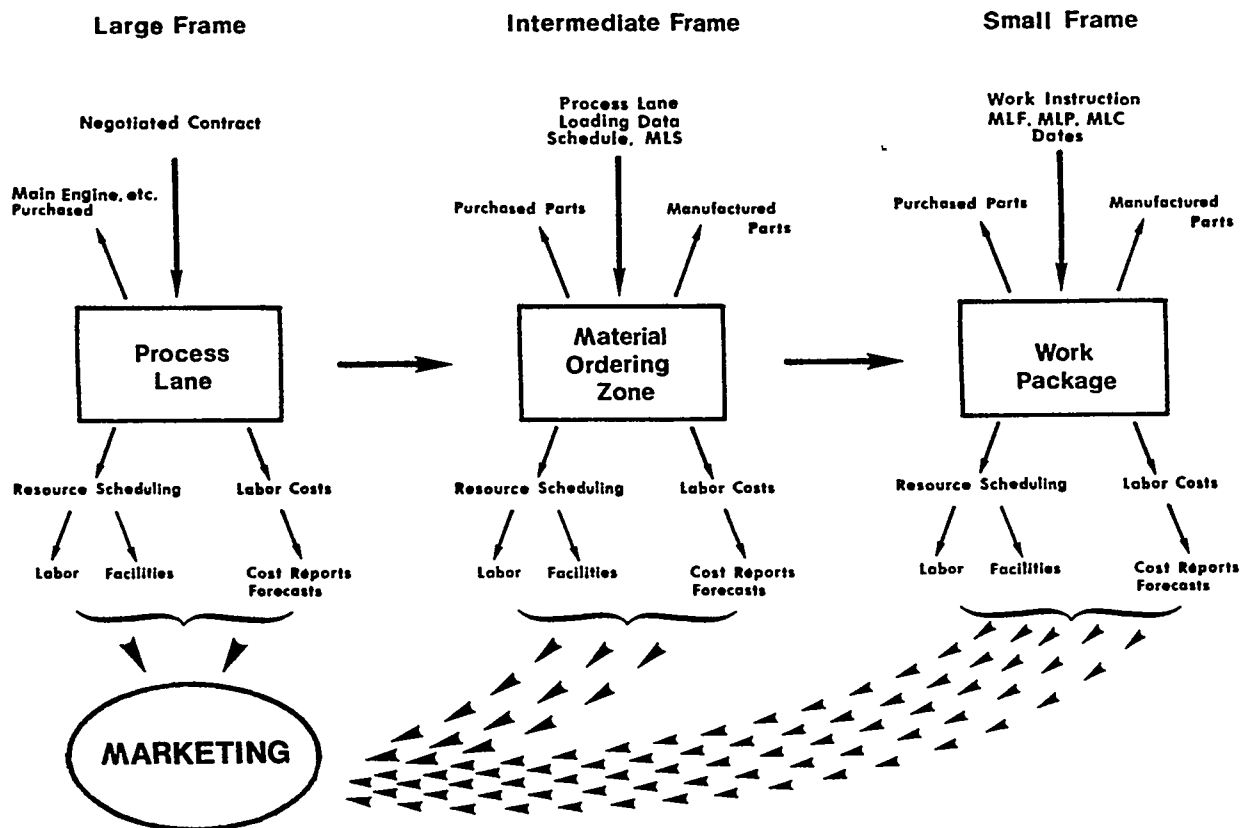 Large Frame
Intermediate Frame
Small Frame
Negotiated Contract
Process Lane
Loading Data
Schedule, MLS
Work Instruction
MLF, MLP, MLC
Dates
Main Engine, etc.
Purchased
Purchased Parts
Manufactured
Parts
Purchased Parts
Manufactured
Parts
Process
Lane
Material
Ordering
Zone
Work
Package
Resource Scheduling
Labor Costs
Resource Scheduling
Labor Costs
Resource Scheduling
Labor Costs
Labor
Facilities
Cost Reports
Forecasts
Labor
Facilities
Cost Reports
Forecasts
Labor
Facilities
Cost Reports
Forecasts
MARKETING